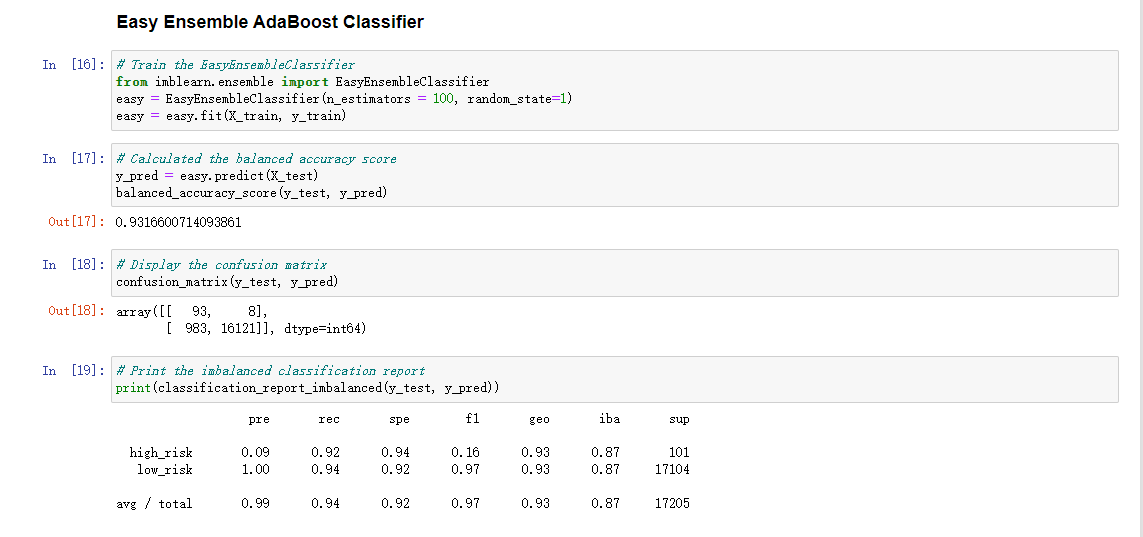 Easy Ensemble AdaBoost Classifier
In [16]: # Train the EasyEnsembleClassifier
from imblearn.ensemble import EasyEnsembleClassifier
easy = EasyEnsembleClassifier(n_estimators = 100, random_state=1)
easy = easy.fit(X_train, y_train)
In [17]: # Calculated the balanced accuracy score
y_pred = easy.predict(X_test)
balanced_accuracy_score(y_test, y_pred)
Out[17]: 0.9316600714093861
In [18]: # Display the confusion matrix
confusion_matrix(y_test, y_pred)
Out[18]: array([[   93,     8],
       [  983, 16121]], dtype=int64)
In [19]: # Print the imbalanced classification report
print(classification_report_imbalanced(y_test, y_pred))
pre rec spe f1 geo iba sup
high_risk 0.09 0.92 0.94 0.16 0.93 0.87 101
low_risk 1.00 0.94 0.92 0.97 0.93 0.87 17104
avg / total 0.99 0.94 0.92 0.97 0.93 0.87 17205